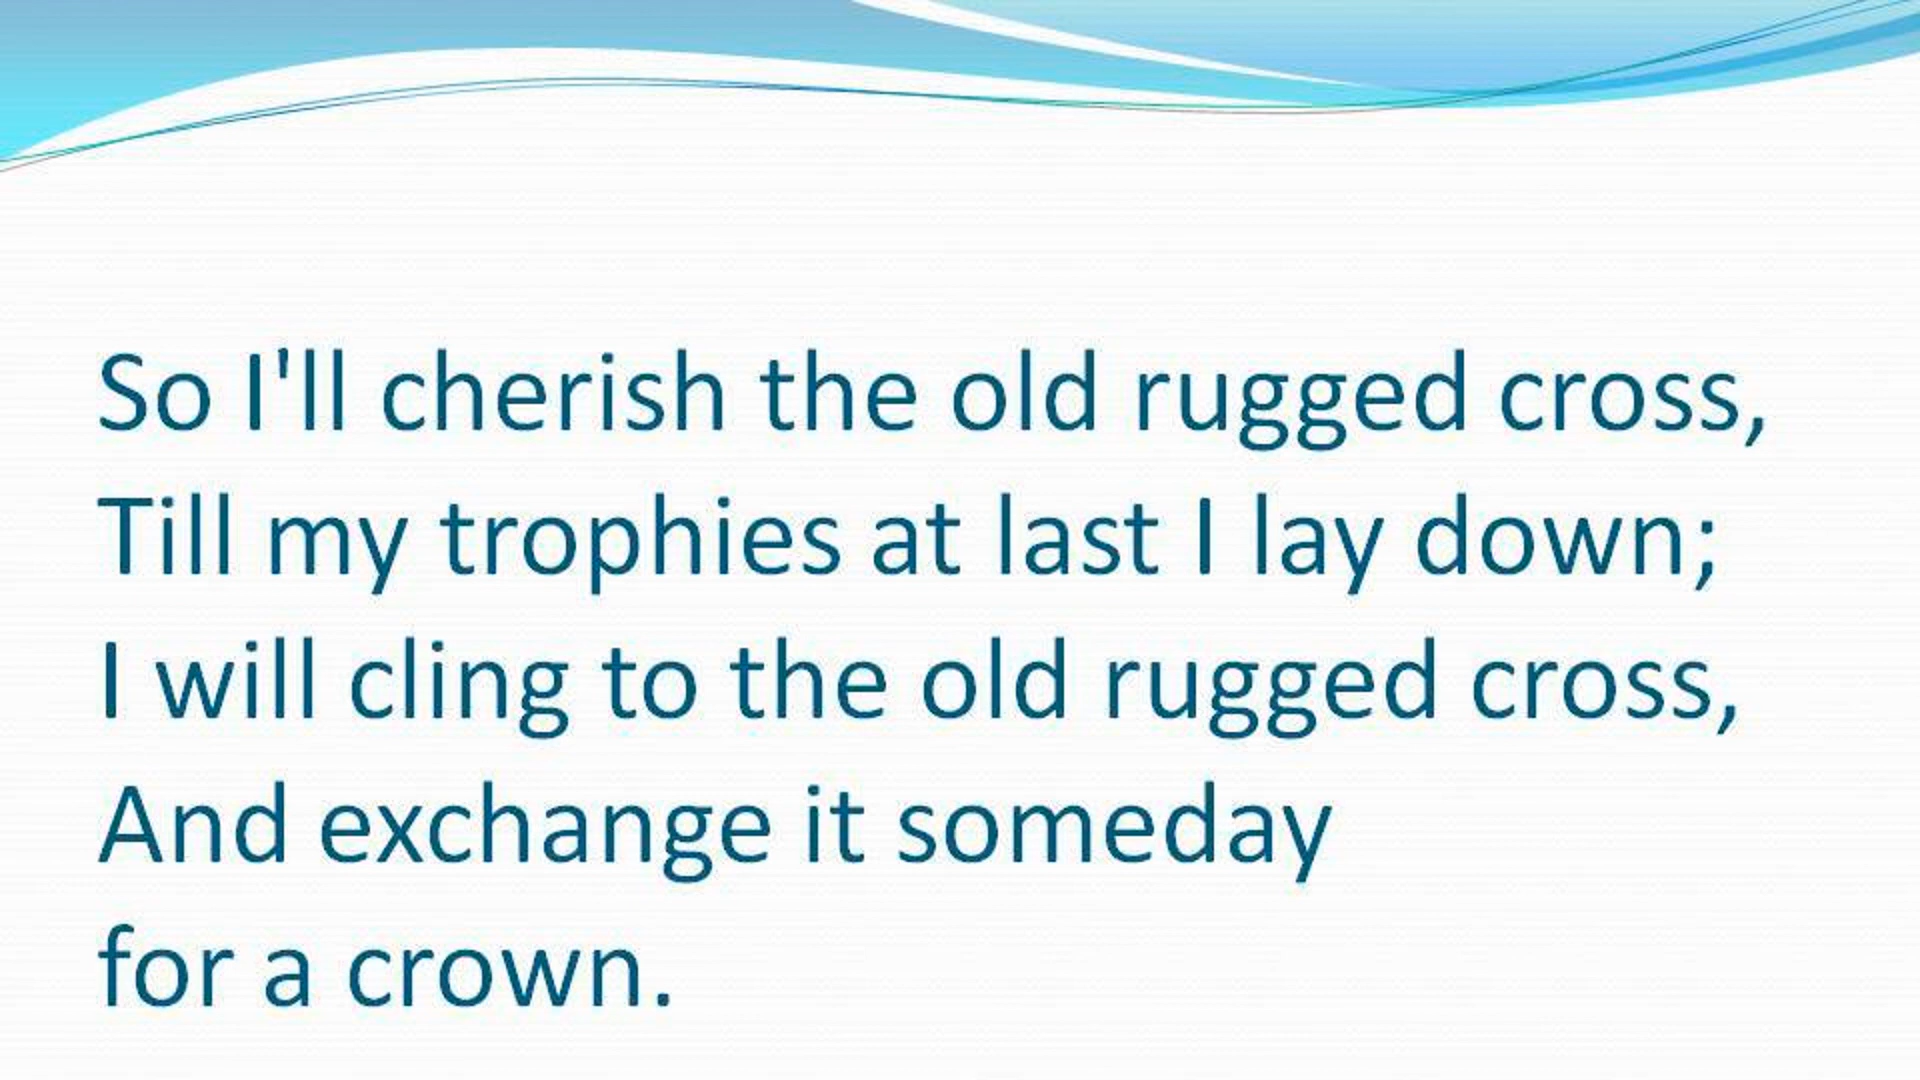 So I'll cherish the old rugged cross,
Till my trophies at last I lay down;
I will cling to the old rugged cross,
And exchange it someday
for a crown.